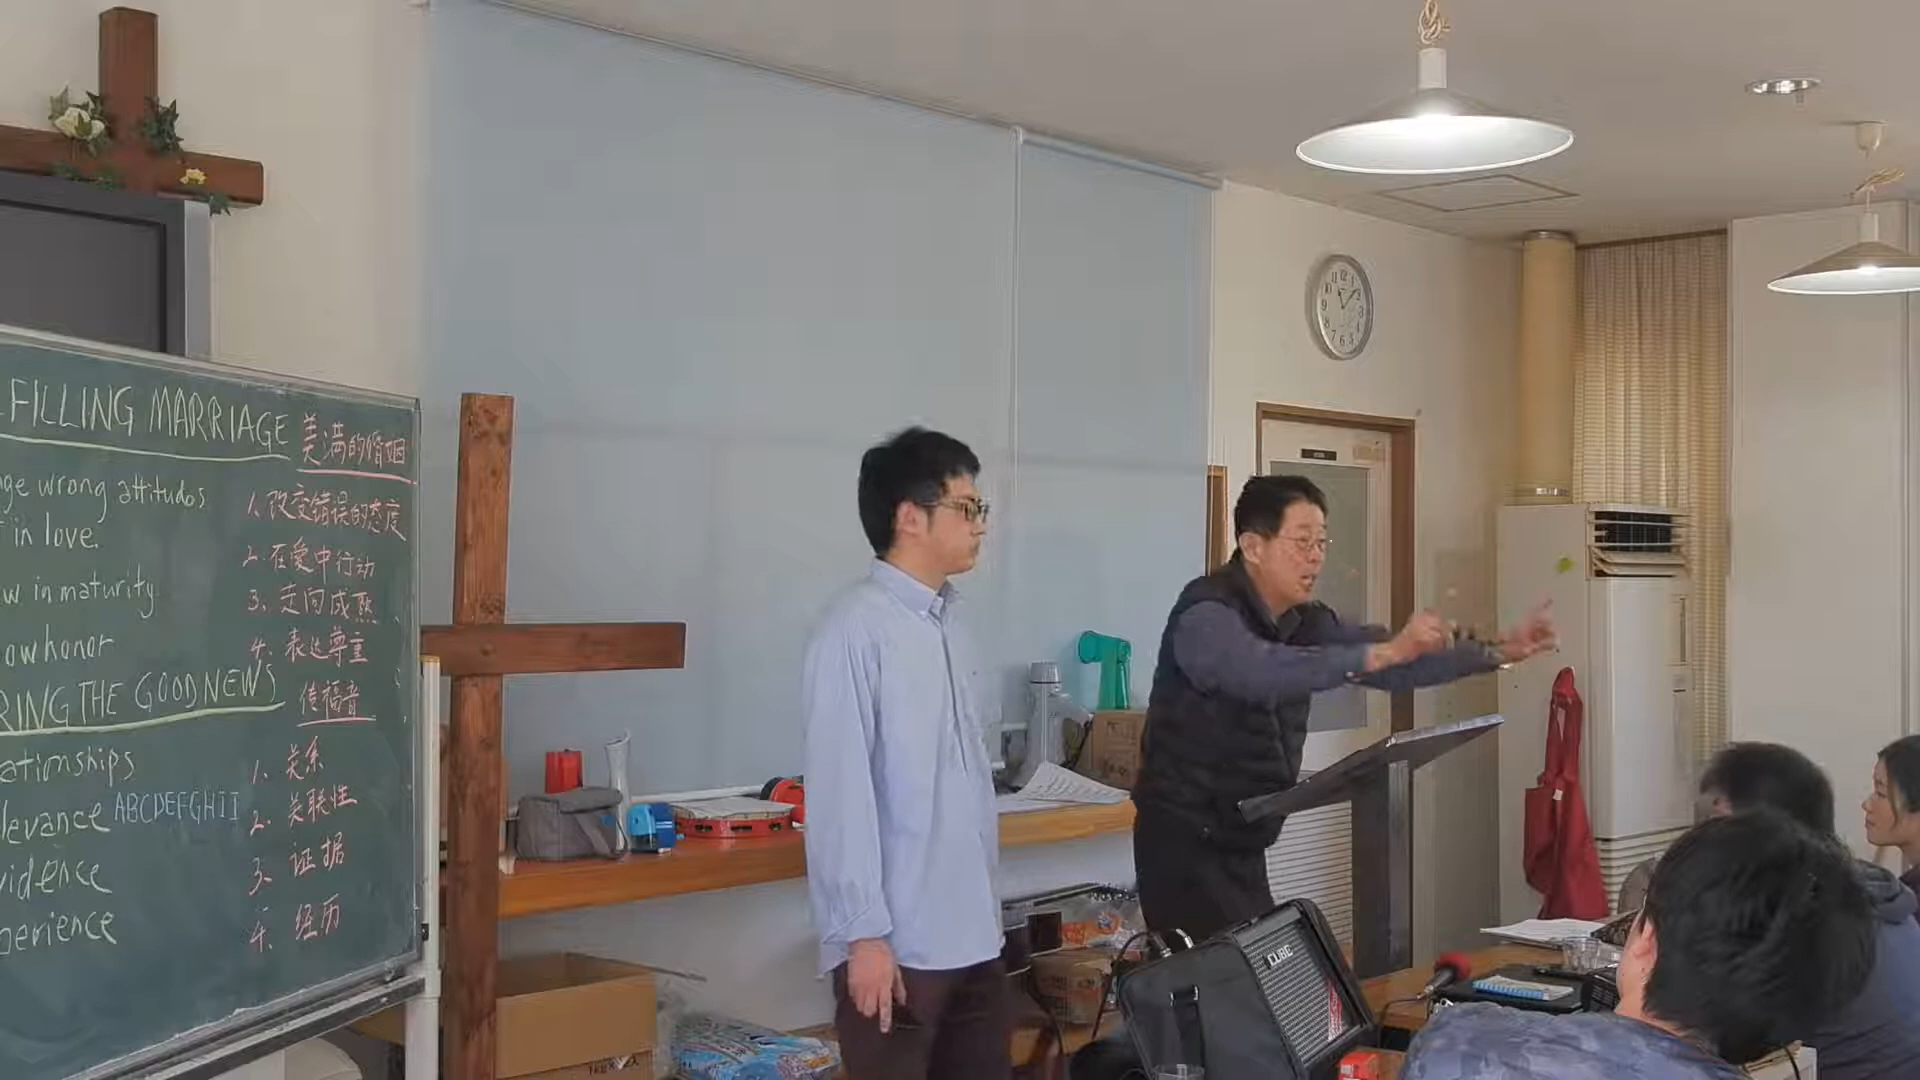 FILLING MARRIAGE 美满的婚姻
ge wrong attitudes 1. 改变错误的态度
in love. 2. 在愛中行动
w in maturity 3. 走向成熟
ow honor 4. 表达尊重
RING THE GOOD NEWS 传福音
ationships 1. 关系
levance ABCDEFGHIJ 2. 关联性
vidence 3. 证据
perience 4. 经历
CUBE